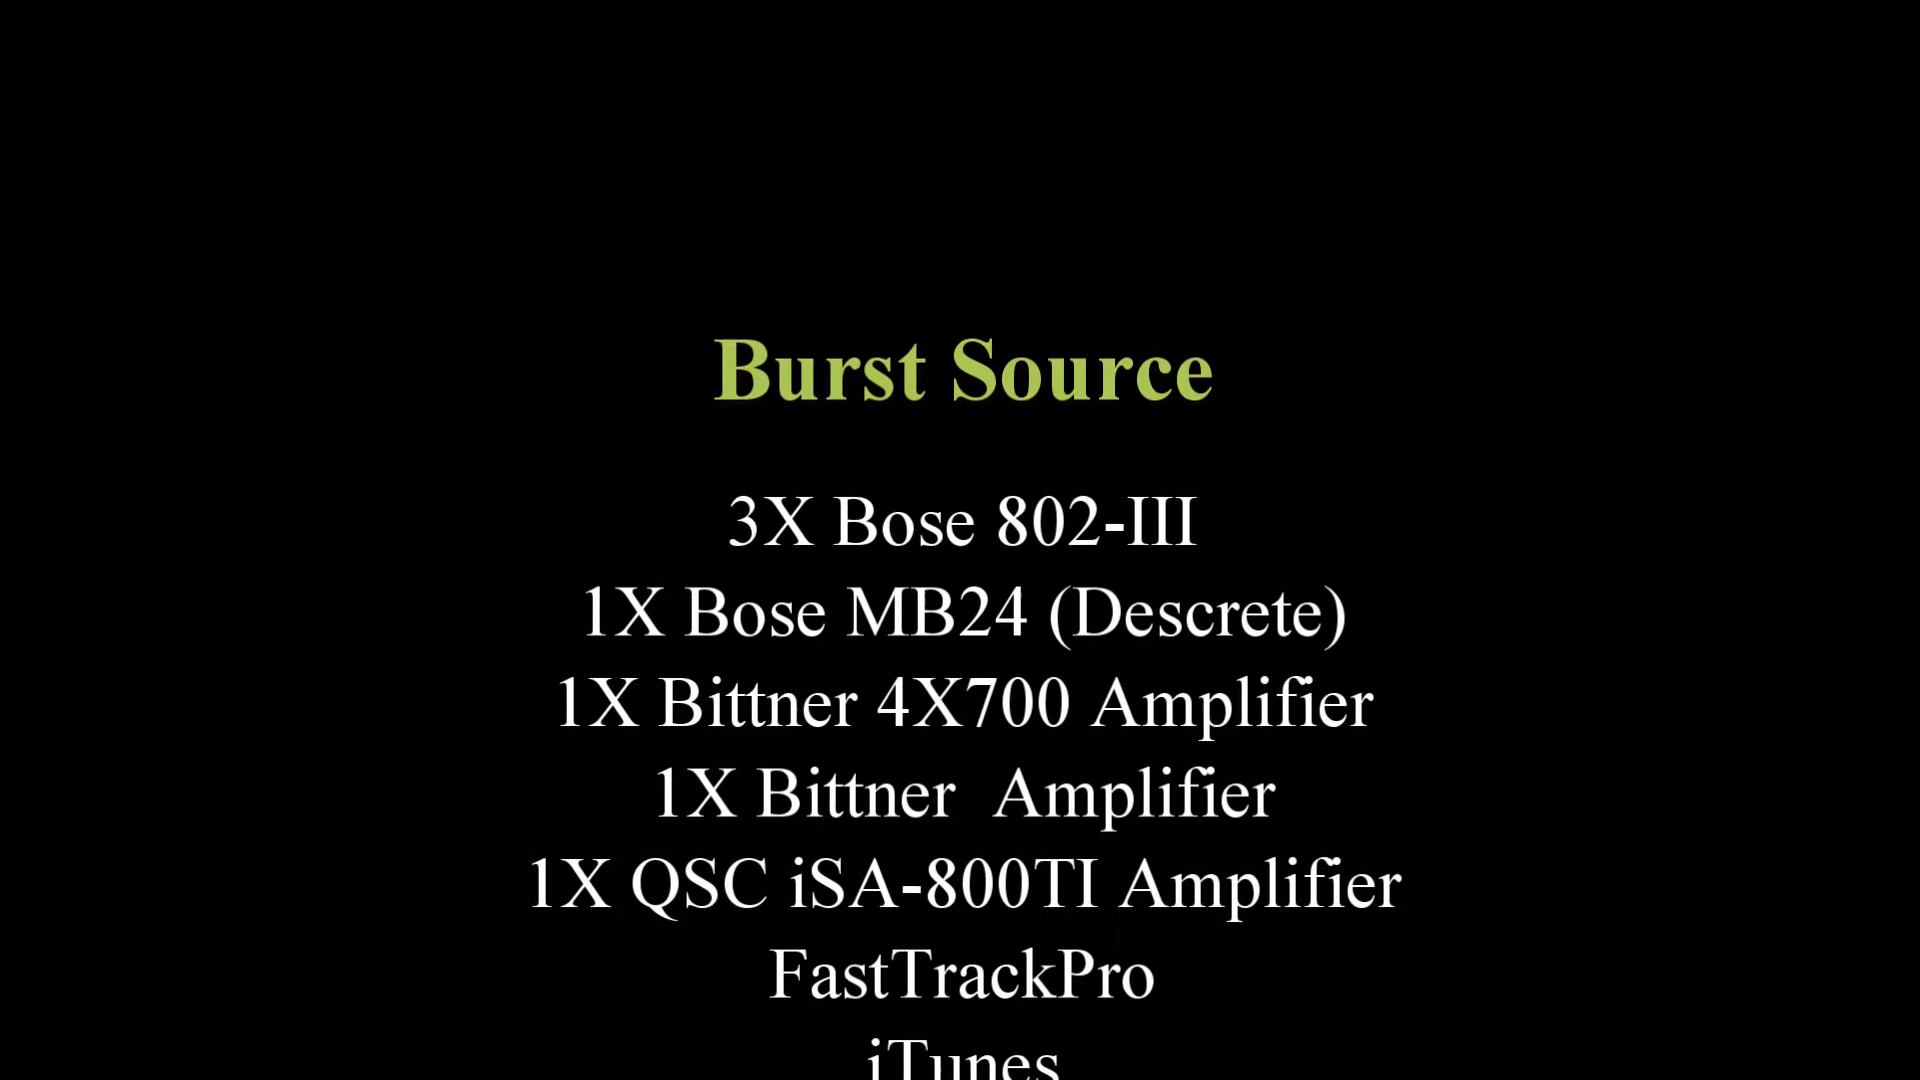 Burst Source
3X Bose 802-III
1X Bose MB24 (Descrete)
1X Bittner 4X700 Amplifier
1X Bittner  Amplifier
1X QSC iSA-800TI Amplifier
FastTrackPro
iTunes